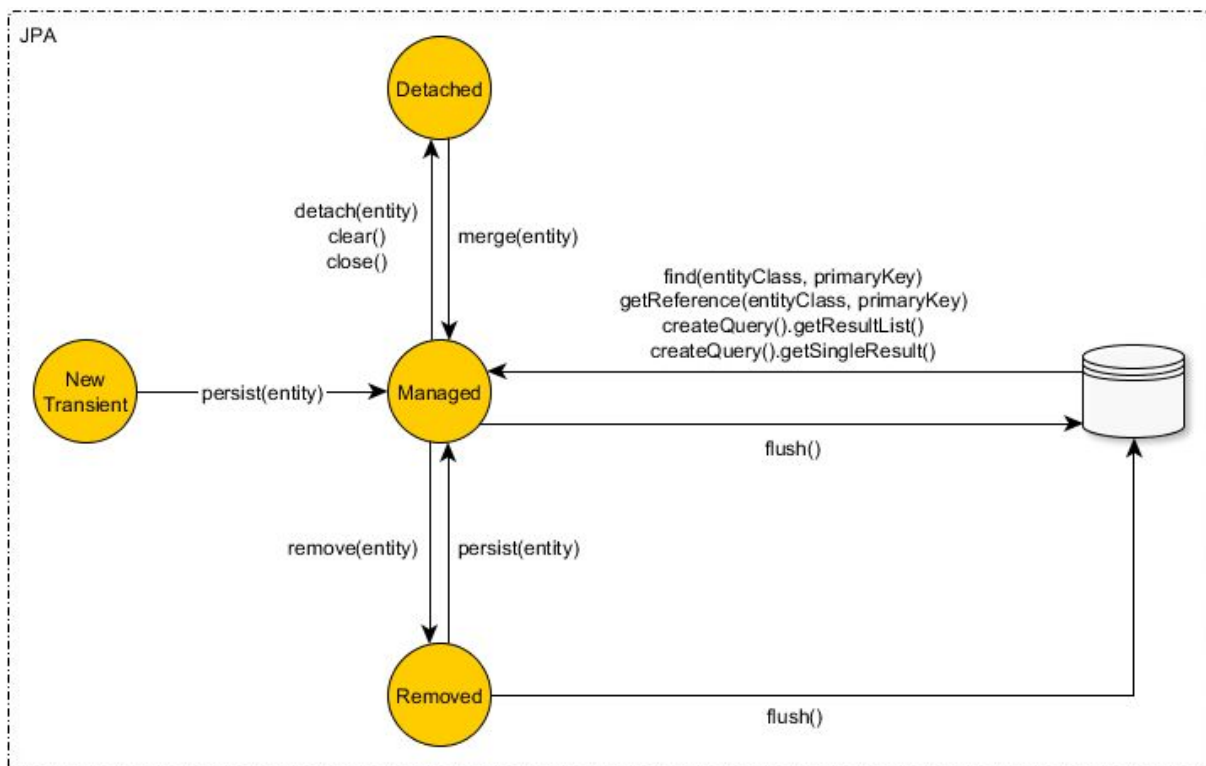 JPA
Detached
detach(entity)
clear()
close()
merge(entity)
find(entityClass, primaryKey)
getReference(entityClass, primaryKey)
createQuery().getResultList()
createQuery().getSingleResult()
New
Transient
persist(entity)
Managed
flush()
remove(entity)
persist(entity)
Removed
flush()